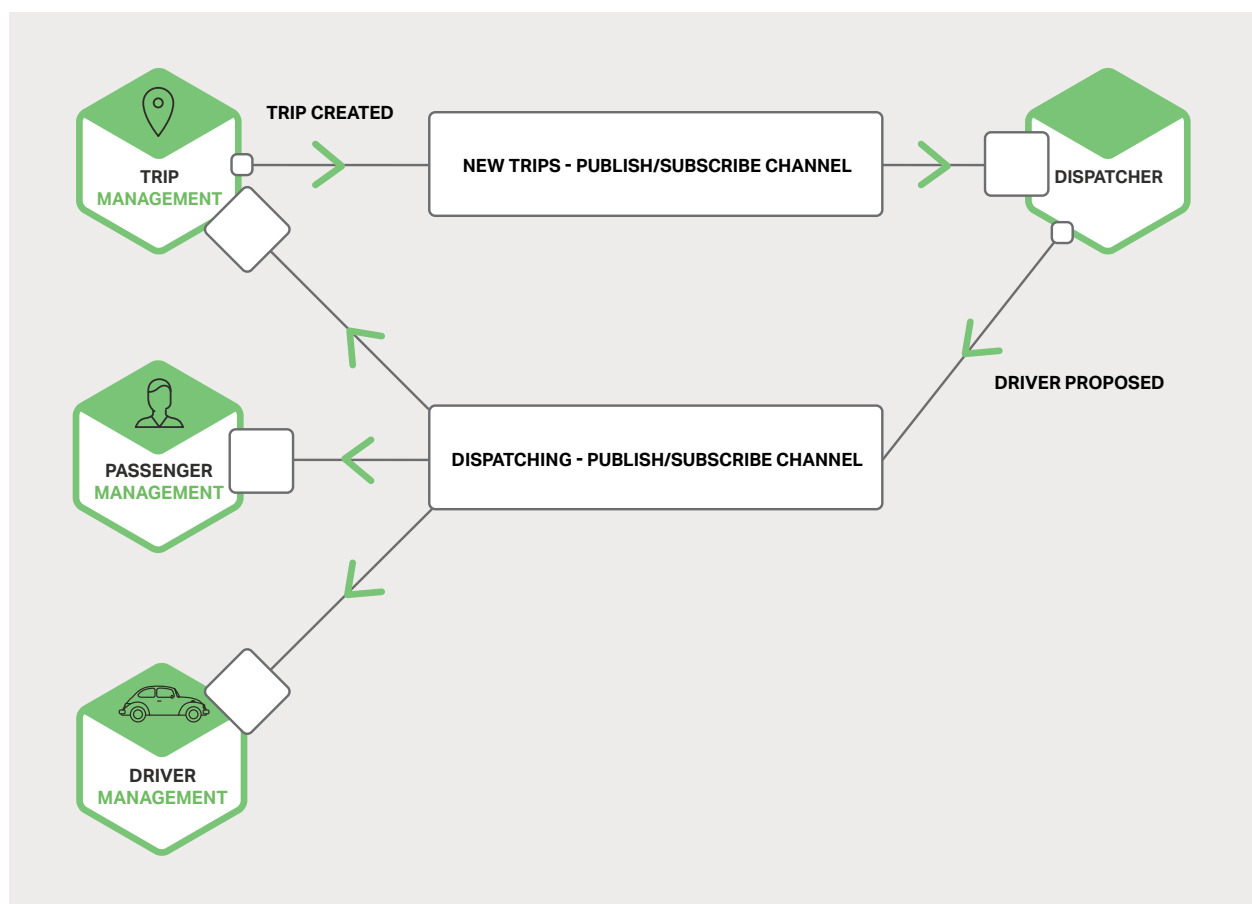 TRIP CREATED
NEW TRIPS - PUBLISH/SUBSCRIBE CHANNEL
TRIP
MANAGEMENT
DISPATCHER
DRIVER PROPOSED
DISPATCHING - PUBLISH/SUBSCRIBE CHANNEL
PASSENGER
MANAGEMENT
DRIVER
MANAGEMENT